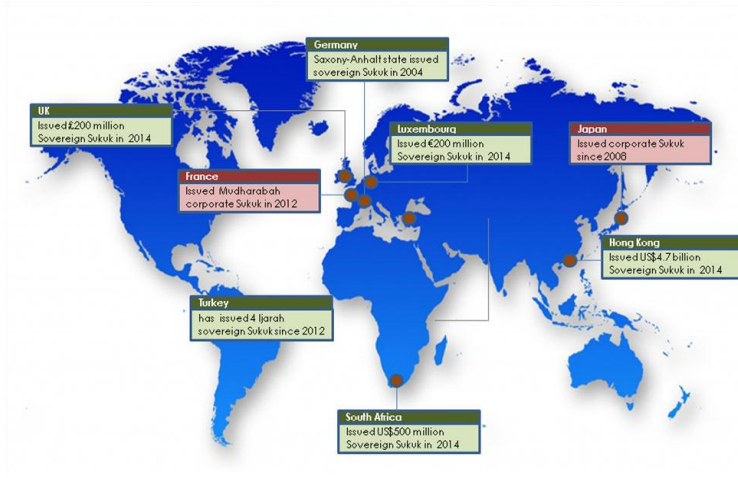 Germany
Saxony-Anhalt state issued
sovereign Sukuk in 2004
UK
Issued £200 million
Sovereign Sukuk in 2014
Luxembourg
Issued €200 million
Sovereign Sukuk in 2014
Japan
Issued corporate Sukuk
since 2008
France
Issued Mudharabah
corporate Sukuk in 2012
Hong Kong
Issued US$4.7 billion
Sovereign Sukuk in 2014
Turkey
has issued 4 Ijarah
sovereign Sukuk since 2012
South Africa
Issued US$500 million
Sovereign Sukuk in 2014